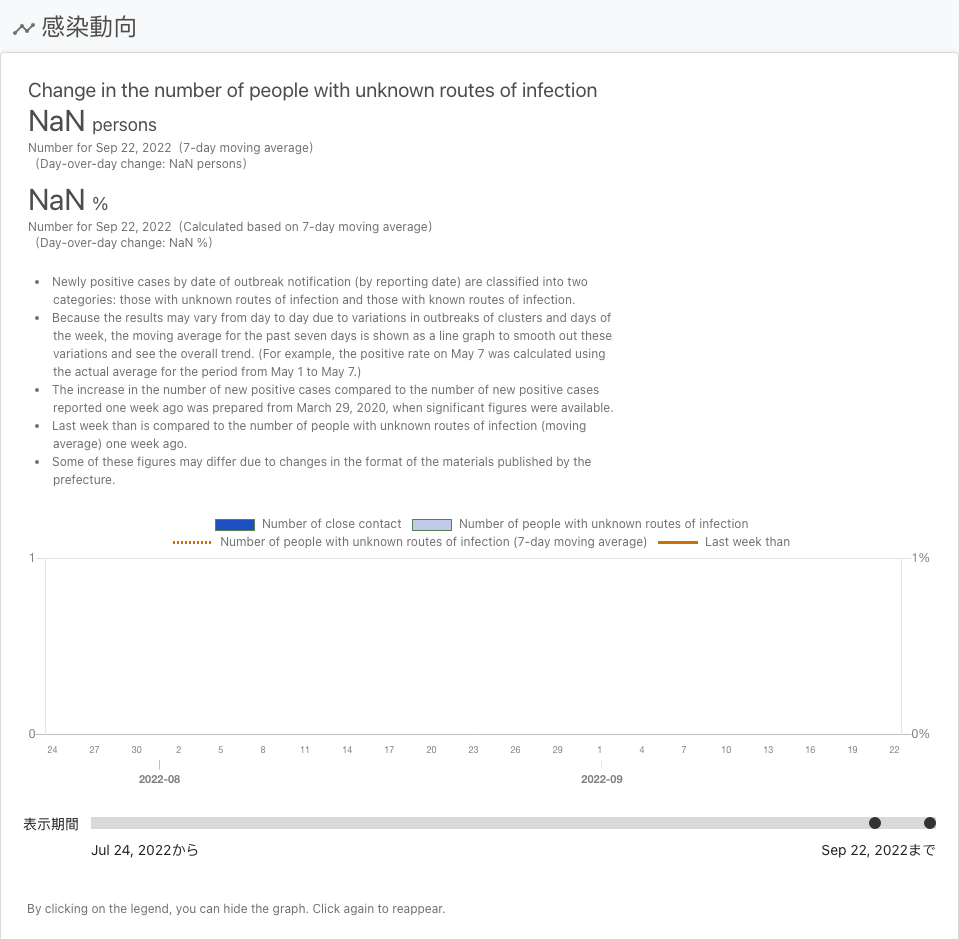 感染動向
Change in the number of people with unknown routes of infection
NaN persons
Number for Sep 22, 2022 (7-day moving average)
(Day-over-day change: NaN persons)
NaN %
Number for Sep 22, 2022 (Calculated based on 7-day moving average)
(Day-over-day change: NaN %)
• Newly positive cases by date of outbreak notification (by reporting date) are classified into two
categories: those with unknown routes of infection and those with known routes of infection.
• Because the results may vary from day to day due to variations in outbreaks of clusters and days of
the week, the moving average for the past seven days is shown as a line graph to smooth out these
variations and see the overall trend. (For example, the positive rate on May 7 was calculated using
the actual average for the period from May 1 to May 7.)
• The increase in the number of new positive cases compared to the number of new positive cases
reported one week ago was prepared from March 29, 2020, when significant figures were available.
• Last week than is compared to the number of people with unknown routes of infection (moving
average) one week ago.
• Some of these figures may differ due to changes in the format of the materials published by the
prefecture.
Number of close contact Number of people with unknown routes of infection
Number of people with unknown routes of infection (7-day moving average) Last week than
1 1%
0 0%
24 27 30 2 5 8 11 14 17 20 23 26 29 1 4 7 10 13 16 19 22
2022-08 2022-09
表示期間
Jul 24, 2022から Sep 22, 2022まで
By clicking on the legend, you can hide the graph. Click again to reappear.